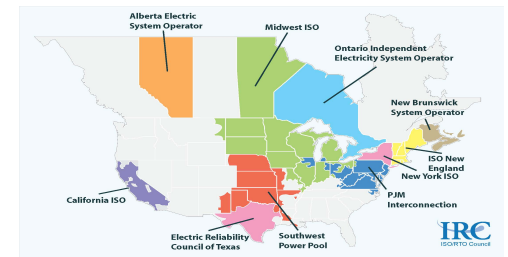 Alberta Electric
System Operator
Midwest ISO
Ontario Independent
Electricity System Operator
New Brunswick
System Operator
ISO New
England
New York ISO
PJM
Interconnection
California ISO
Electric Reliability
Council of Texas
Southwest
Power Pool
IRC
ISO/RTO Council